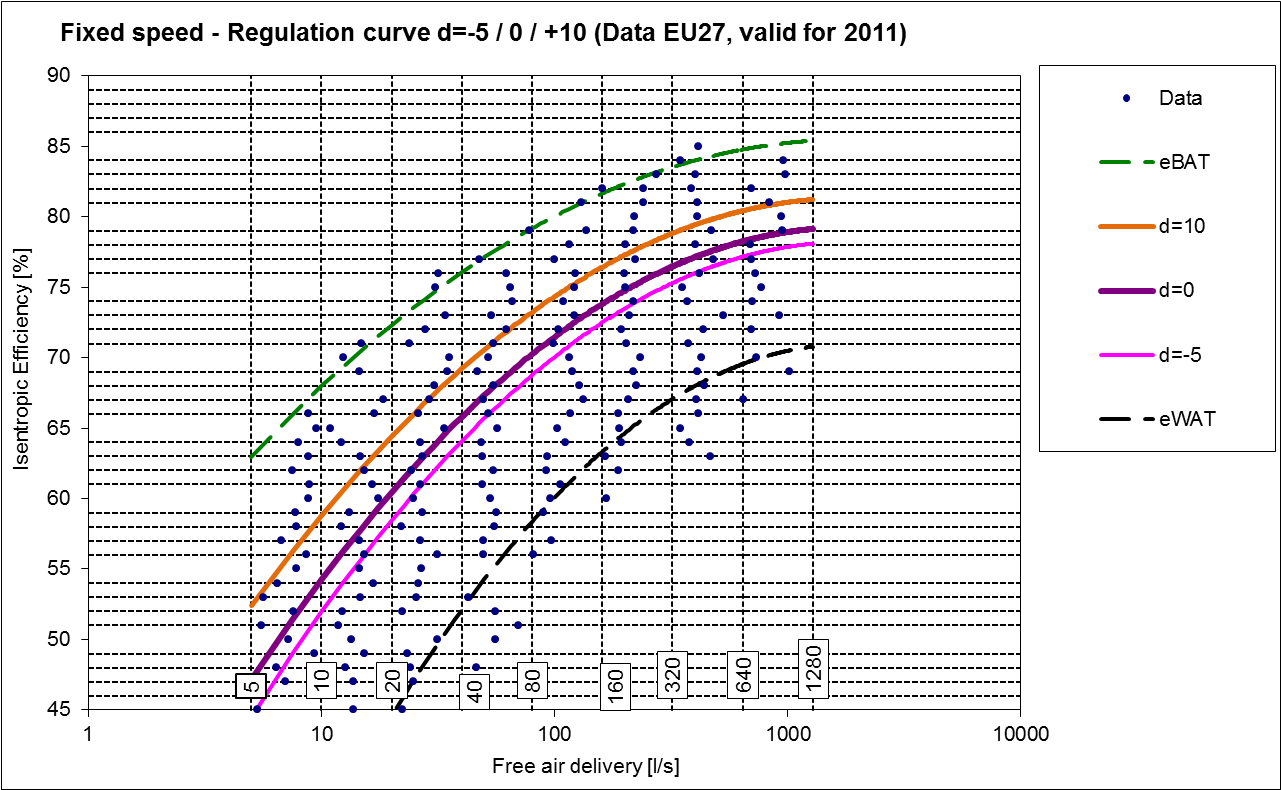 Fixed speed - Regulation curve d=-5 / 0 / +10 (Data EU27, valid for 2011)
90
85
80
75
70
65
60
55
50
45
Isentropic Efficiency [%]
5
10
20
40
80
160
320
640
1280
1
10
100
1000
10000
Free air delivery [l/s]
Data
eBAT
d=10
d=0
d=-5
eWAT